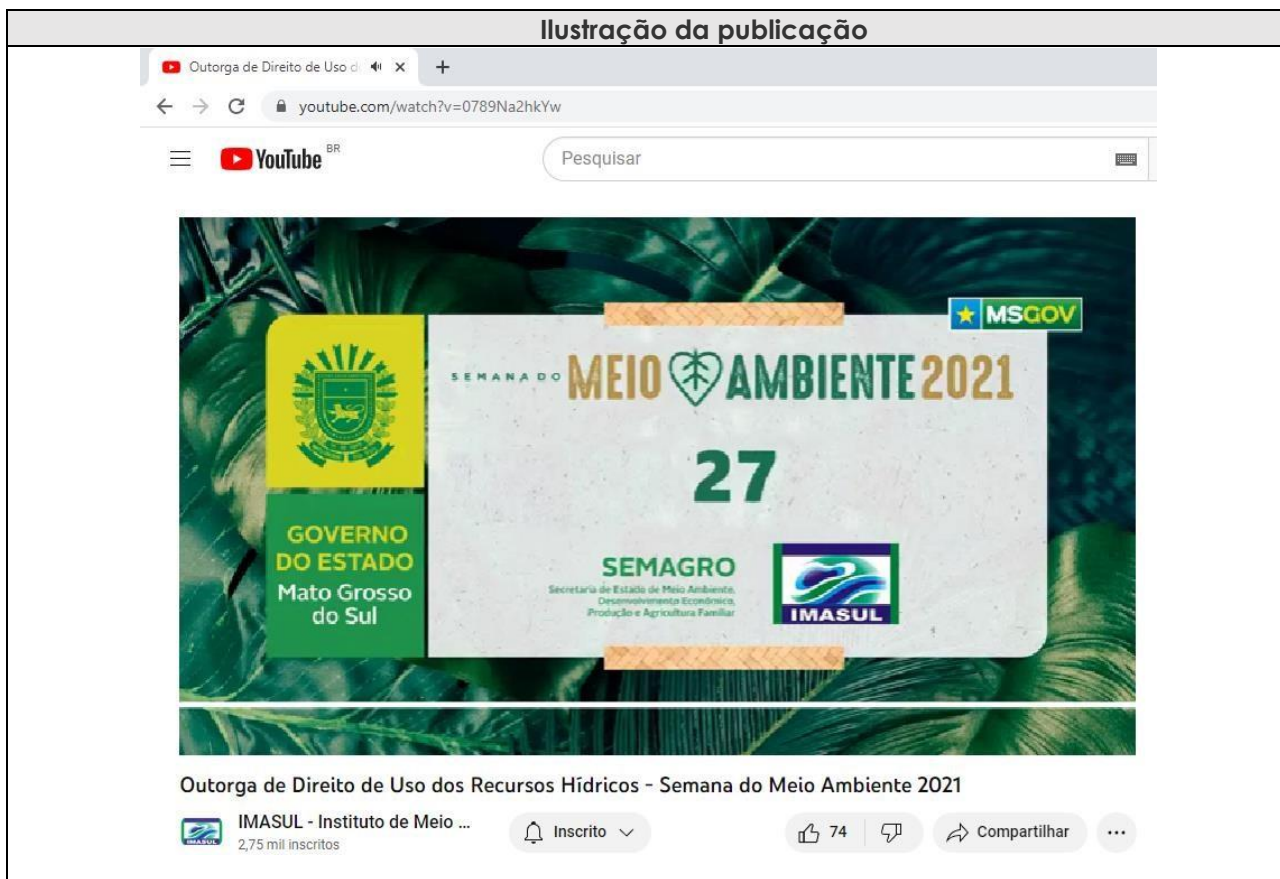 Ilustração da publicação
Outorga de Direito de Uso d
youtube.com/watch?v=0789Na2hkYw
YouTube BR
Pesquisar
MSGOV
SEMANA DO MEIO AMBIENTE 2021
27
GOVERNO
DO ESTADO
Mato Grosso
do Sul
SEMAGRO
Secretaria de Estado de Meio Ambiente,
Desenvolvimento Econômico,
Produção e Agricultura Familiar
IMASUL
Outorga de Direito de Uso dos Recursos Hídricos - Semana do Meio Ambiente 2021
IMASUL
IMASUL - Instituto de Meio ...
2,75 mil inscritos
Inscrito
74
Compartilhar